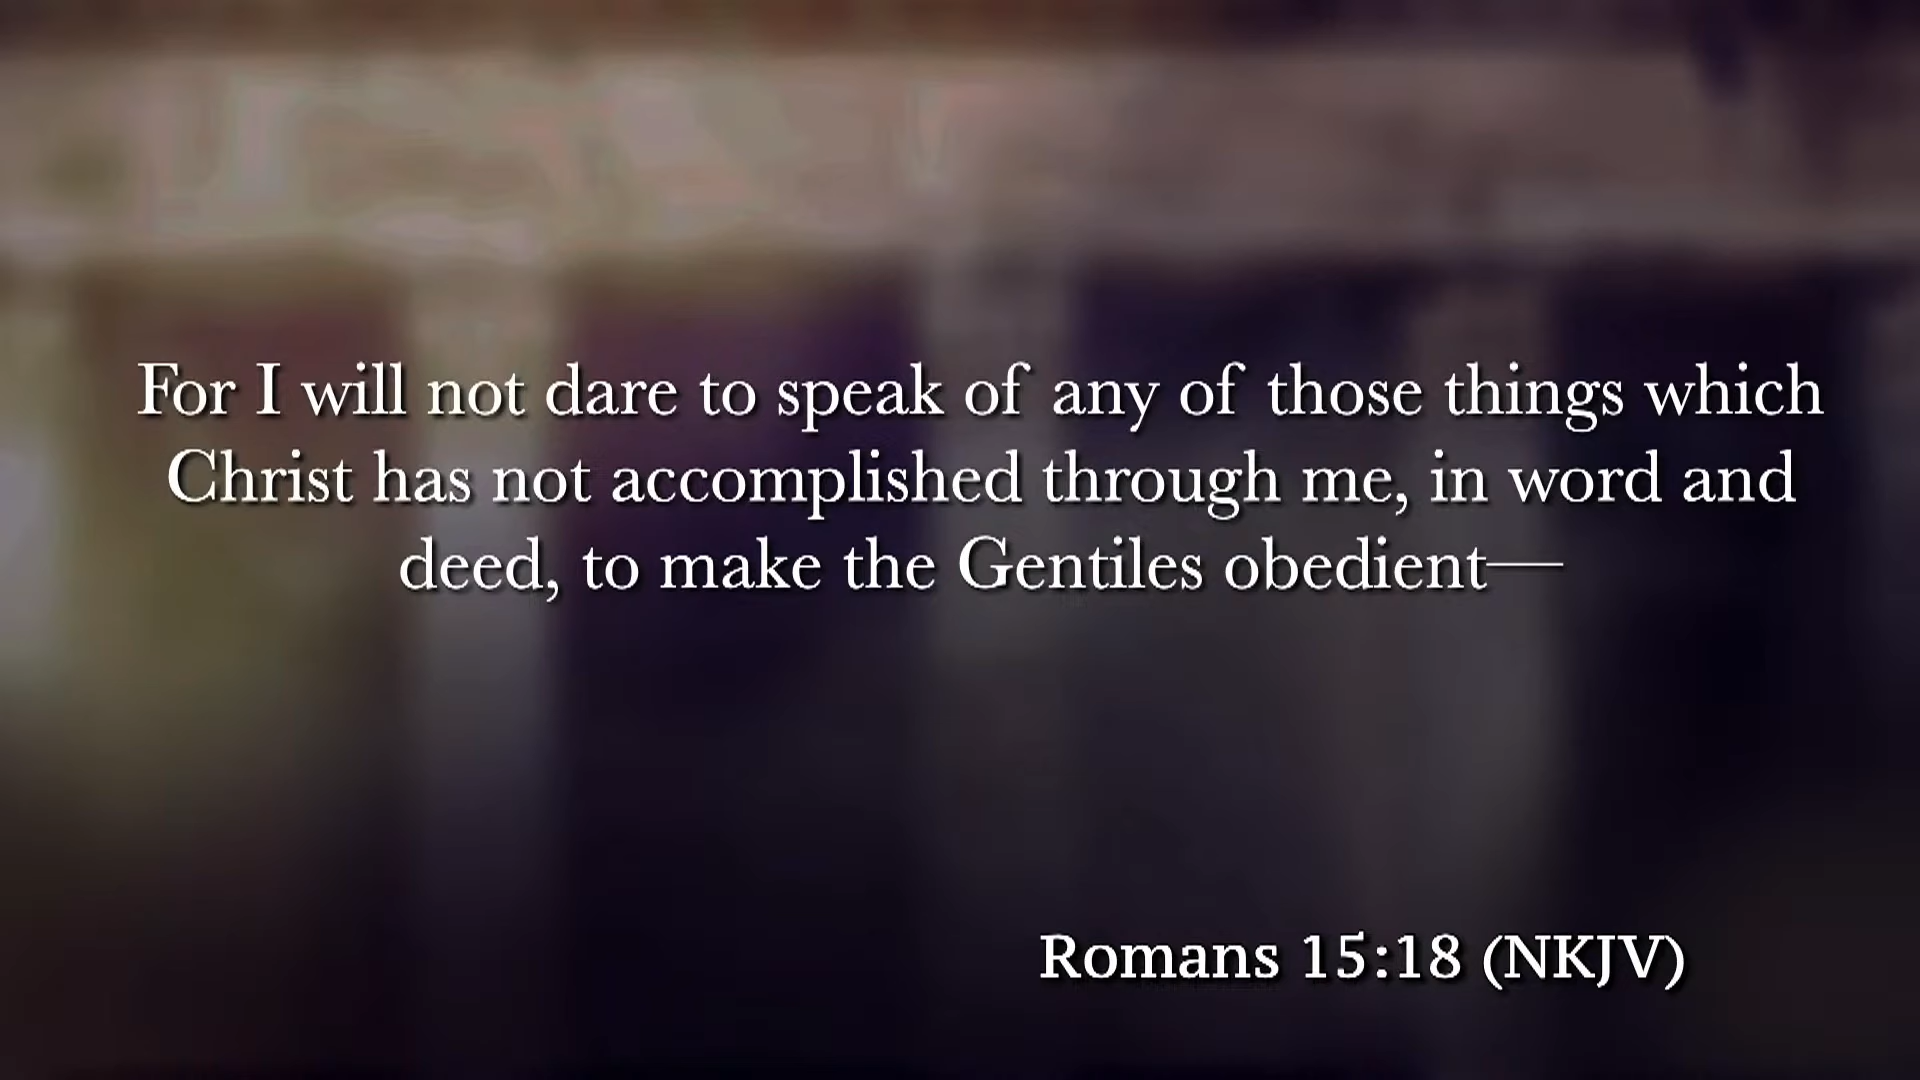 For I will not dare to speak of any of those things which
Christ has not accomplished through me, in word and
deed, to make the Gentiles obedient—
Romans 15:18 (NKJV)